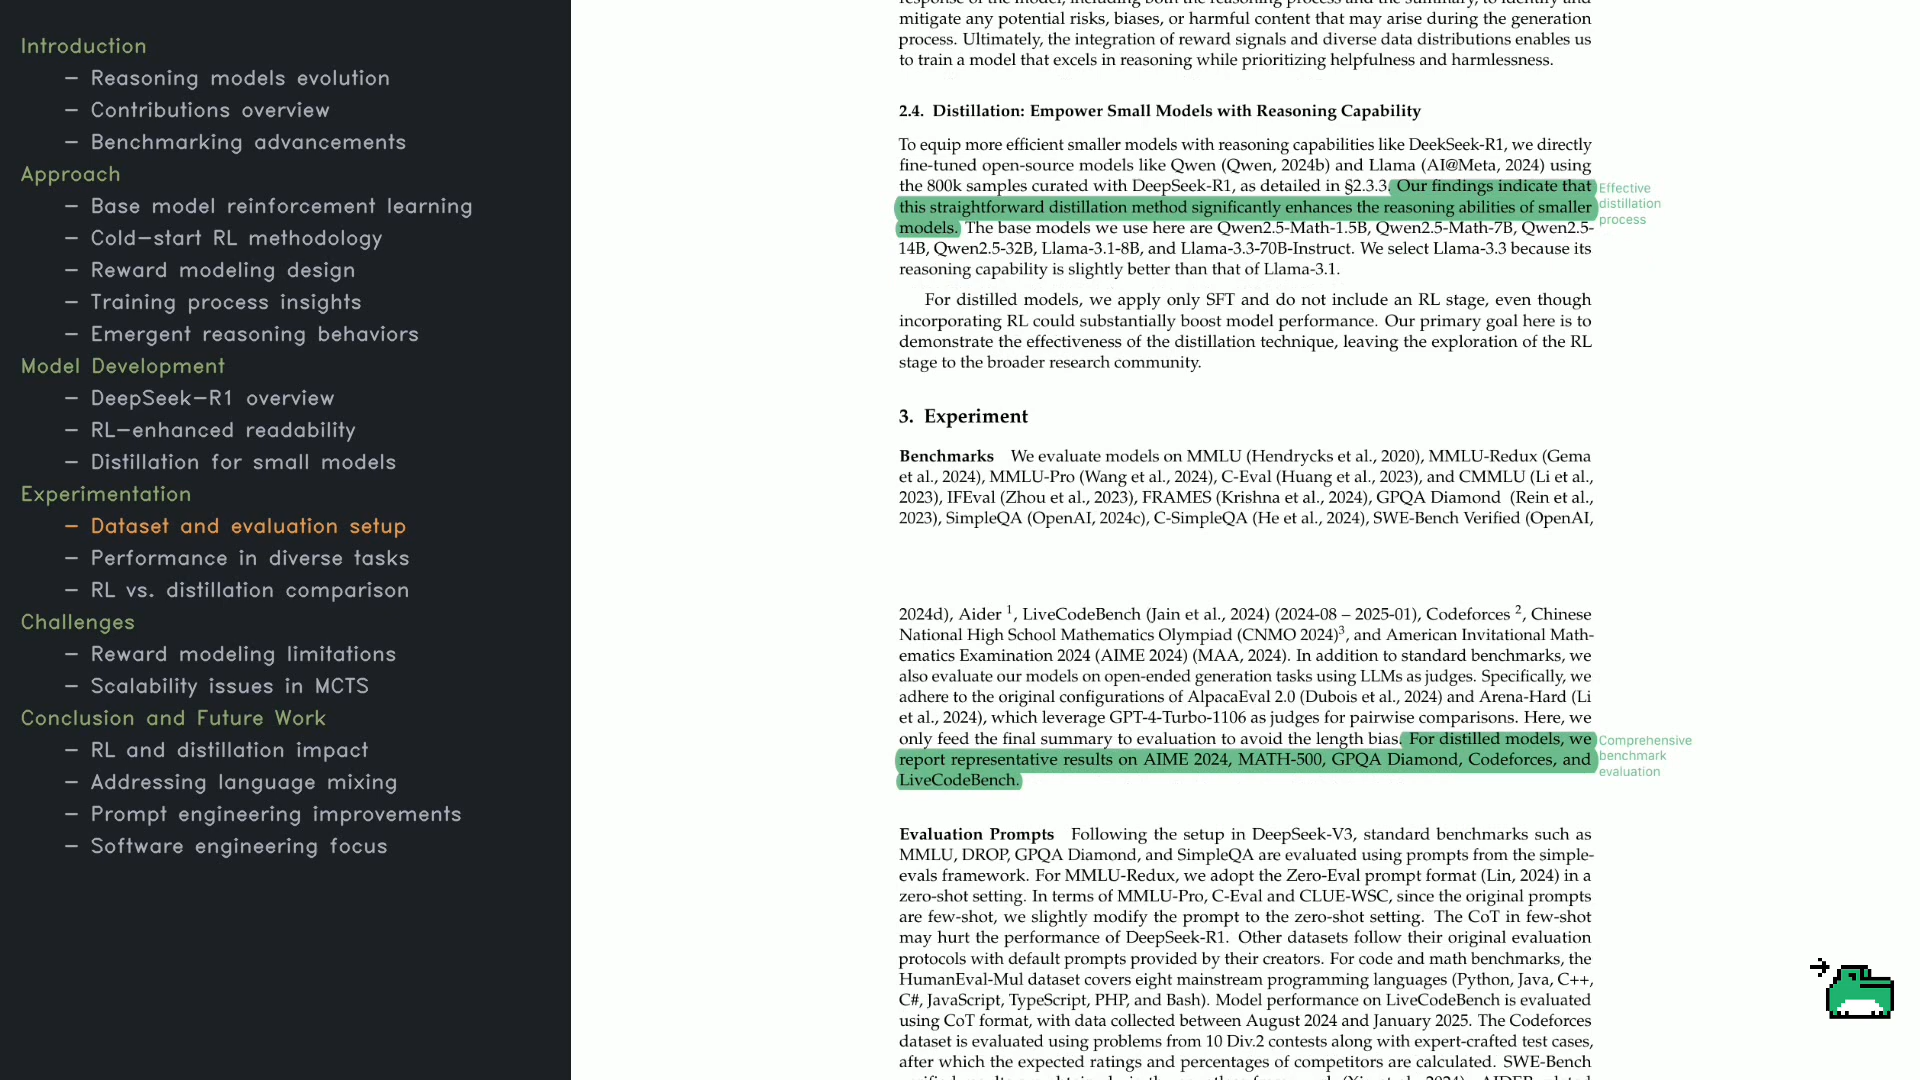 Introduction
– Reasoning models evolution
– Contributions overview
– Benchmarking advancements
Approach
– Base model reinforcement learning
– Cold–start RL methodology
– Reward modeling design
– Training process insights
– Emergent reasoning behaviors
Model Development
– DeepSeek–R1 overview
– RL–enhanced readability
– Distillation for small models
Experimentation
– Dataset and evaluation setup
– Performance in diverse tasks
– RL vs. distillation comparison
Challenges
– Reward modeling limitations
– Scalability issues in MCTS
Conclusion and Future Work
– RL and distillation impact
– Addressing language mixing
– Prompt engineering improvements
– Software engineering focus
mitigate any potential risks, biases, or harmful content that may arise during the generation
process. Ultimately, the integration of reward signals and diverse data distributions enables us
to train a model that excels in reasoning while prioritizing helpfulness and harmlessness.
2.4. Distillation: Empower Small Models with Reasoning Capability
To equip more efficient smaller models with reasoning capabilities like DeekSeek-R1, we directly
fine-tuned open-source models like Qwen (Qwen, 2024b) and Llama (AI@Meta, 2024) using
the 800k samples curated with DeepSeek-R1, as detailed in §2.3.3. Our findings indicate that
this straightforward distillation method significantly enhances the reasoning abilities of smaller
models. The base models we use here are Qwen2.5-Math-1.5B, Qwen2.5-Math-7B, Qwen2.5-
14B, Qwen2.5-32B, Llama-3.1-8B, and Llama-3.3-70B-Instruct. We select Llama-3.3 because its
reasoning capability is slightly better than that of Llama-3.1.
Effective
distillation
process
For distilled models, we apply only SFT and do not include an RL stage, even though
incorporating RL could substantially boost model performance. Our primary goal here is to
demonstrate the effectiveness of the distillation technique, leaving the exploration of the RL
stage to the broader research community.
3. Experiment
Benchmarks We evaluate models on MMLU (Hendrycks et al., 2020), MMLU-Redux (Gema
et al., 2024), MMLU-Pro (Wang et al., 2024), C-Eval (Huang et al., 2023), and CMMLU (Li et al.,
2023), IFEval (Zhou et al., 2023), FRAMES (Krishna et al., 2024), GPQA Diamond (Rein et al.,
2023), SimpleQA (OpenAI, 2024c), C-SimpleQA (He et al., 2024), SWE-Bench Verified (OpenAI,
2024d), Aider 1, LiveCodeBench (Jain et al., 2024) (2024-08 – 2025-01), Codeforces 2, Chinese
National High School Mathematics Olympiad (CNMO 2024)3, and American Invitational Math-
ematics Examination 2024 (AIME 2024) (MAA, 2024). In addition to standard benchmarks, we
also evaluate our models on open-ended generation tasks using LLMs as judges. Specifically, we
adhere to the original configurations of AlpacaEval 2.0 (Dubois et al., 2024) and Arena-Hard (Li
et al., 2024), which leverage GPT-4-Turbo-1106 as judges for pairwise comparisons. Here, we
only feed the final summary to evaluation to avoid the length bias. For distilled models, we
report representative results on AIME 2024, MATH-500, GPQA Diamond, Codeforces, and
LiveCodeBench.
Comprehensive
benchmark
evaluation
Evaluation Prompts Following the setup in DeepSeek-V3, standard benchmarks such as
MMLU, DROP, GPQA Diamond, and SimpleQA are evaluated using prompts from the simple-
evals framework. For MMLU-Redux, we adopt the Zero-Eval prompt format (Lin, 2024) in a
zero-shot setting. In terms of MMLU-Pro, C-Eval and CLUE-WSC, since the original prompts
are few-shot, we slightly modify the prompt to the zero-shot setting. The CoT in few-shot
may hurt the performance of DeepSeek-R1. Other datasets follow their original evaluation
protocols with default prompts provided by their creators. For code and math benchmarks, the
HumanEval-Mul dataset covers eight mainstream programming languages (Python, Java, C++,
C#, JavaScript, TypeScript, PHP, and Bash). Model performance on LiveCodeBench is evaluated
using CoT format, with data collected between August 2024 and January 2025. The Codeforces
dataset is evaluated using problems from 10 Div.2 contests along with expert-crafted test cases,
after which the expected ratings and percentages of competitors are calculated. SWE-Bench